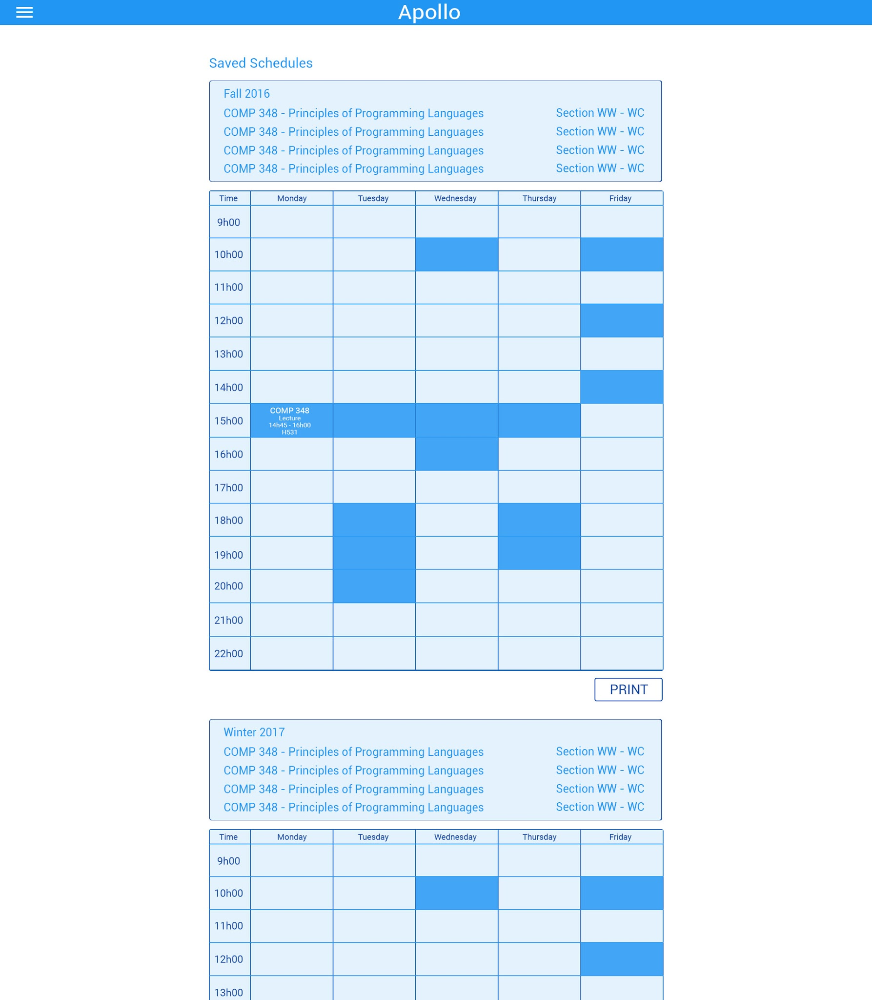 Apollo
Saved Schedules
Fall 2016
COMP 348 - Principles of Programming Languages Section WW - WC
COMP 348 - Principles of Programming Languages Section WW - WC
COMP 348 - Principles of Programming Languages Section WW - WC
COMP 348 - Principles of Programming Languages Section WW - WC
Time Monday Tuesday Wednesday Thursday Friday
9h00
10h00
11h00
12h00
13h00
14h00
15h00
COMP 348
Lecture
14h45 - 16h00
H531
16h00
17h00
18h00
19h00
20h00
21h00
22h00
PRINT
Winter 2017
COMP 348 - Principles of Programming Languages Section WW - WC
COMP 348 - Principles of Programming Languages Section WW - WC
COMP 348 - Principles of Programming Languages Section WW - WC
COMP 348 - Principles of Programming Languages Section WW - WC
Time Monday Tuesday Wednesday Thursday Friday
9h00
10h00
11h00
12h00
13h00